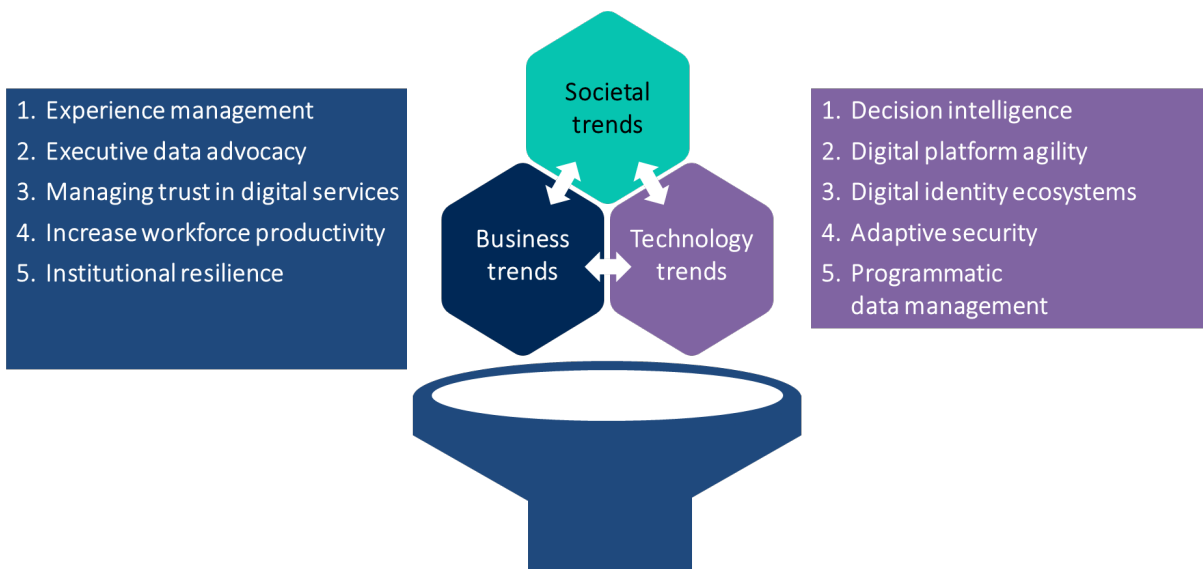 Societal
trends
1. Experience management
2. Executive data advocacy
3. Managing trust in digital services
4. Increase workforce productivity
5. Institutional resilience
Business
trends
Technology
trends
1. Decision intelligence
2. Digital platform agility
3. Digital identity ecosystems
4. Adaptive security
5. Programmatic
data management